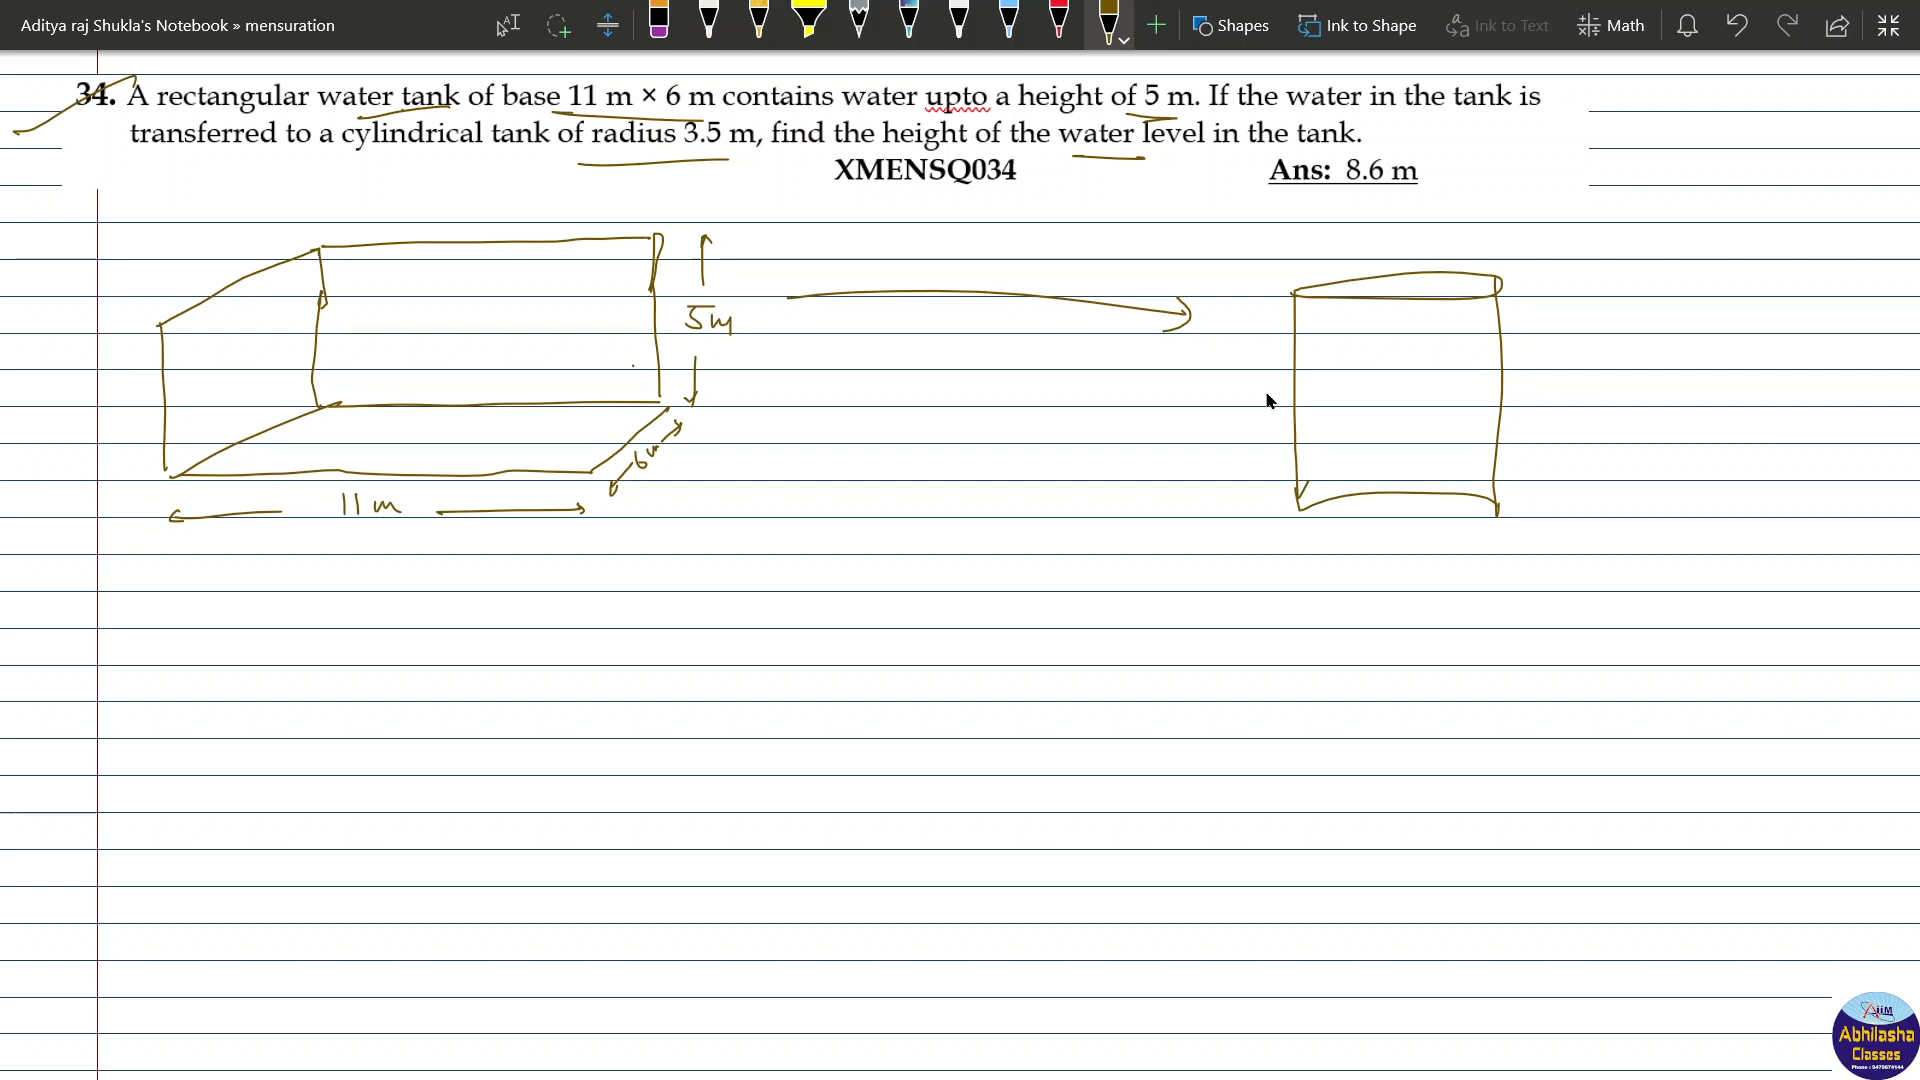 Aditya raj Shukla's Notebook » mensuration
Shapes
Ink to Shape
Ink to Text
Math
34. A rectangular water tank of base 11 m × 6 m contains water upto a height of 5 m. If the water in the tank is
transferred to a cylindrical tank of radius 3.5 m, find the height of the water level in the tank.
XMENSQ034 Ans: 8.6 m
5m
6m
11 m
AiiM
Abhilasha
Classes
Phone : 9479874144